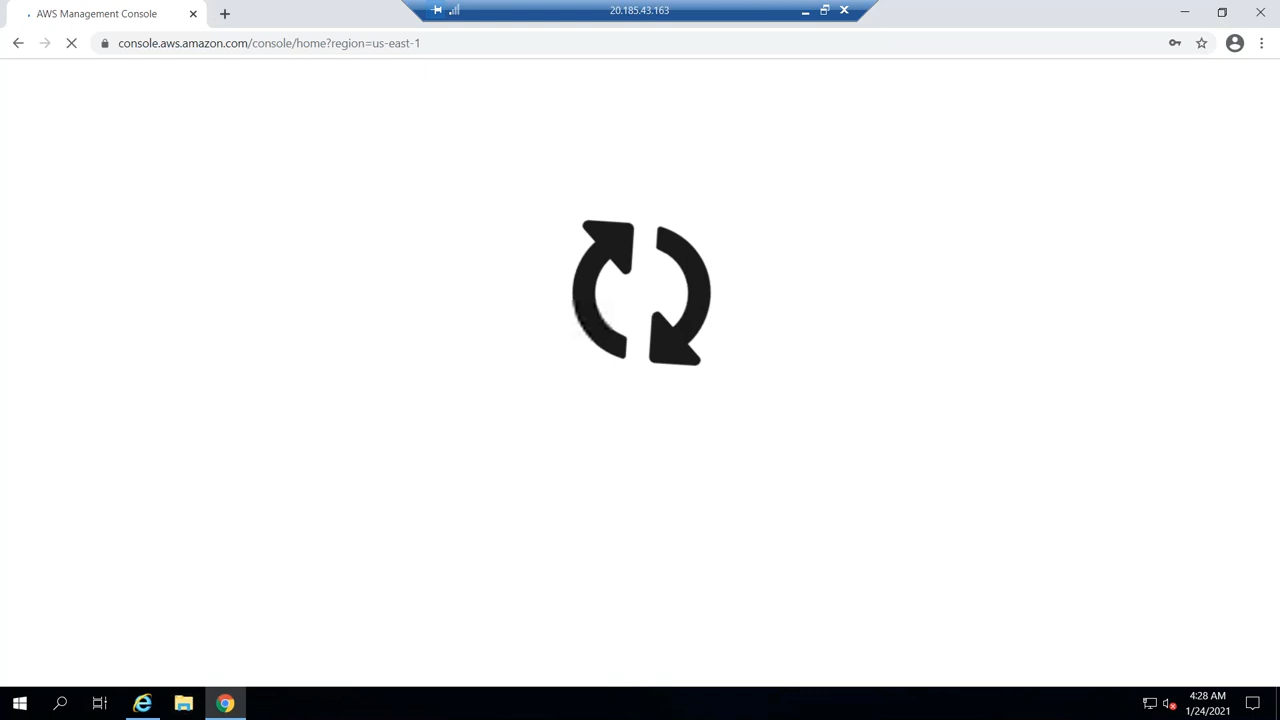 AWS Management Console
20.185.43.163
console.aws.amazon.com/console/home?region=us-east-1
4:28 AM
1/24/2021